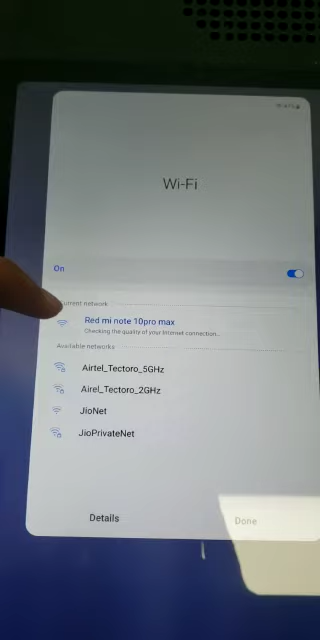 Wi-Fi
On
Current network
Red mi note 10pro max
Checking the quality of your Internet connection...
Available networks
Airtel_Tectoro_5GHz
Airel_Tectoro_2GHz
JioNet
JioPrivateNet
Details
Done